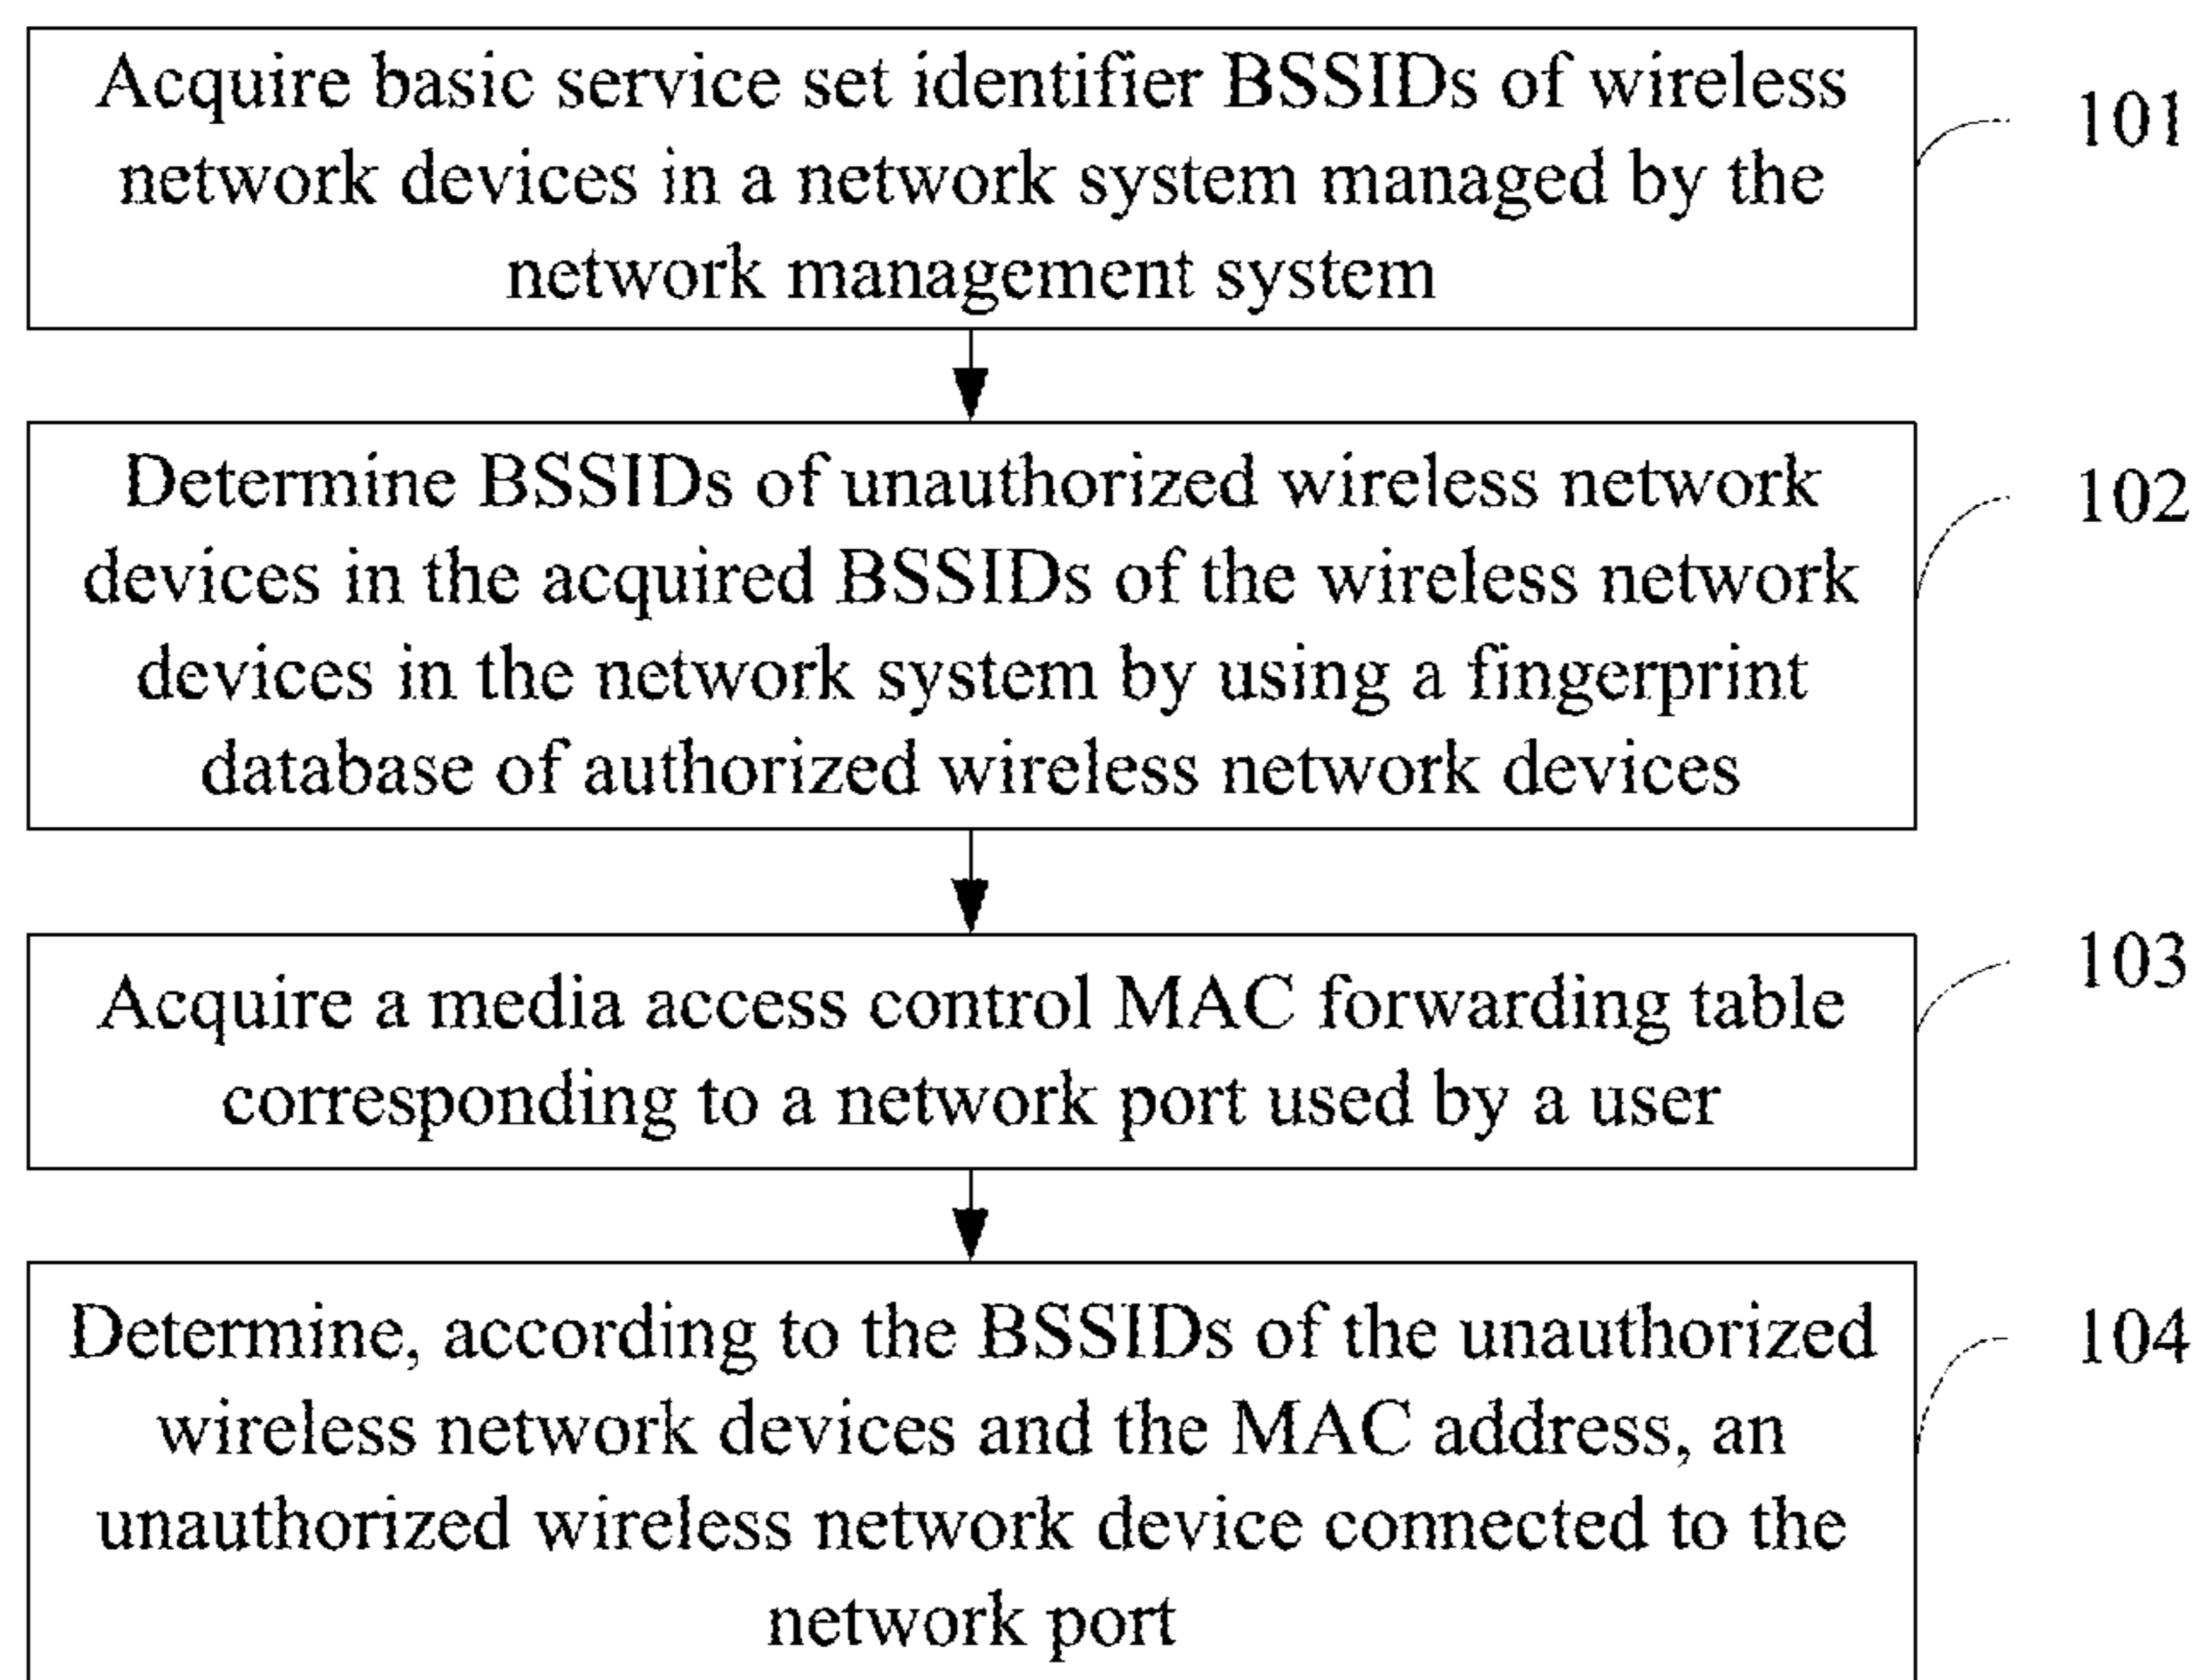 Acquire basic service set identifier BSSIDs of wireless
network devices in a network system managed by the
network management system
101
Determine BSSIDs of unauthorized wireless network
devices in the acquired BSSIDs of the wireless network
devices in the network system by using a fingerprint
database of authorized wireless network devices
102
Acquire a media access control MAC forwarding table
corresponding to a network port used by a user
103
Determine, according to the BSSIDs of the unauthorized
wireless network devices and the MAC address, an
unauthorized wireless network device connected to the
network port
104